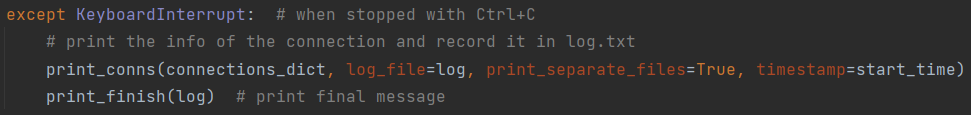 except KeyboardInterrupt:  # when stopped with Ctrl+C
    # print the info of the connection and record it in log.txt
    print_conns(connections_dict, log_file=log, print_separate_files=True, timestamp=start_time)
    print_finish(log)  # print final message